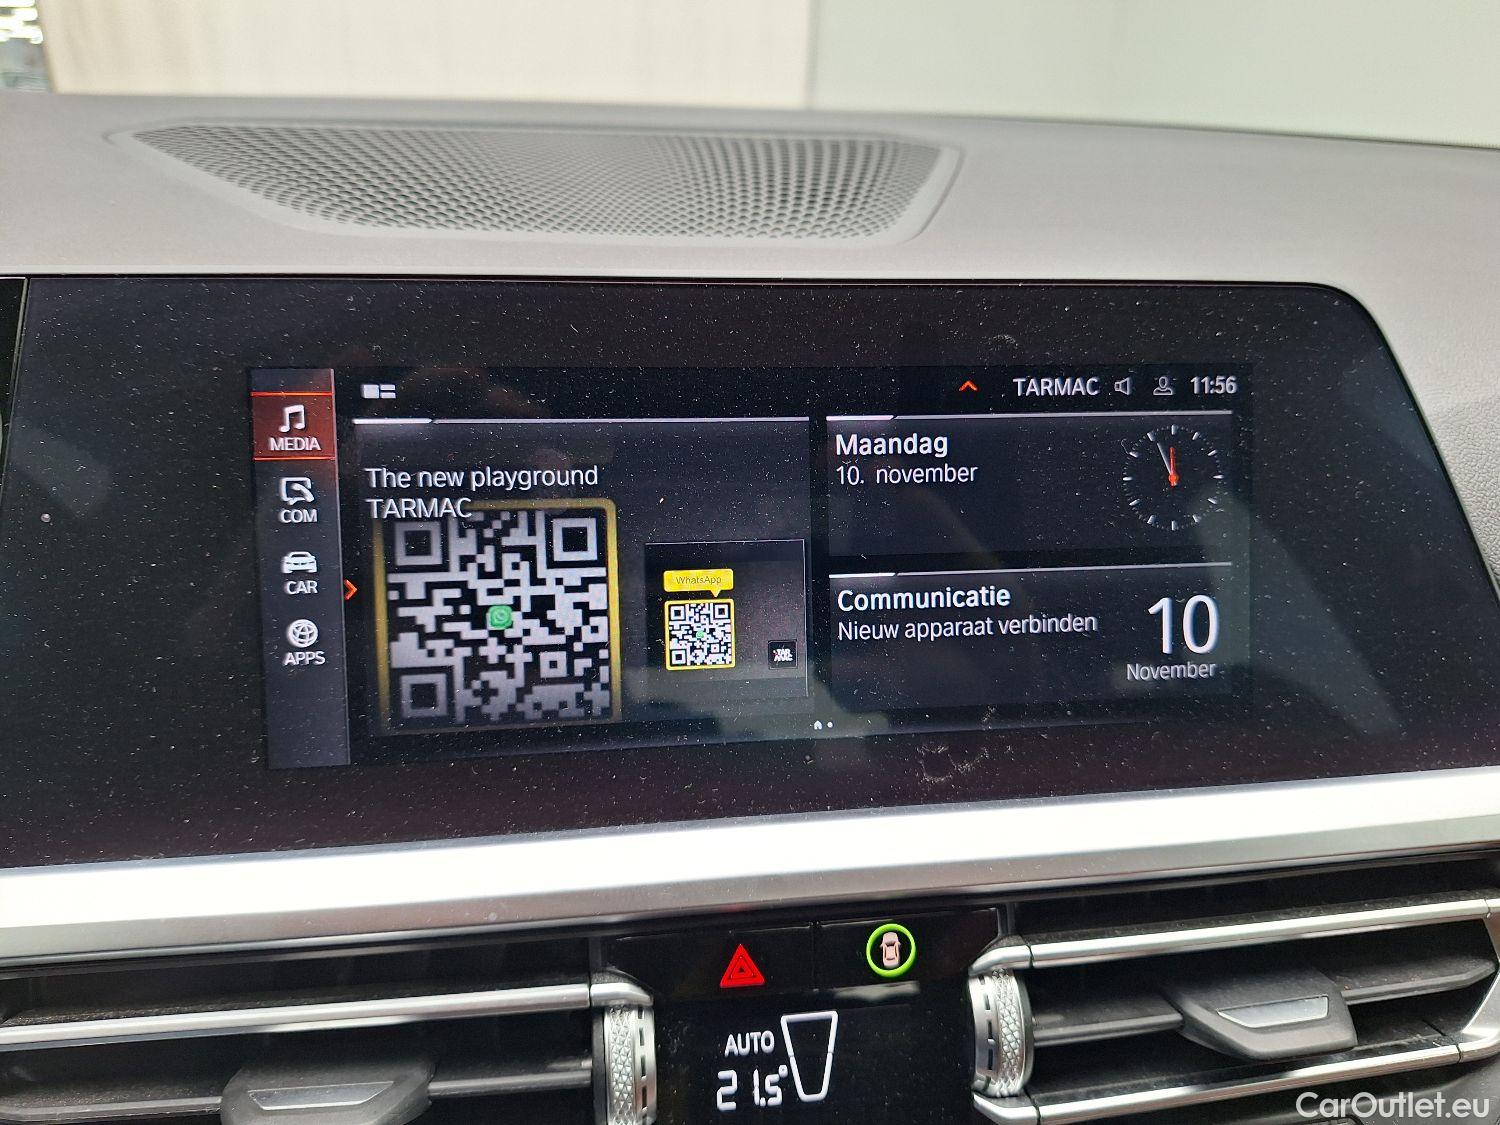 TARMAC 11:56
MEDIA
COM
CAR
APPS
The new playground
TARMAC
WhatsApp
Maandag
10. november
Communicatie
Nieuw apparaat verbinden
10
November
AUTO
21.5°
CarOutlet.eu